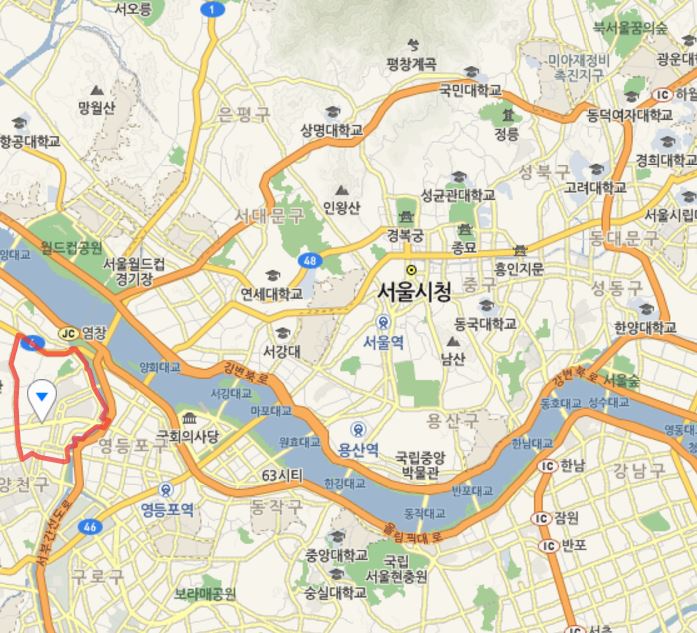 서오릉
1
북서울꿈의숲
평창계곡
미아재정비
촉진지구
광운대
국민대학교
IC
망월산
은평구
상명대학교
정릉
동덕여자대학교
항공대학교
경희대학교
성북구
고려대학교
성균관대학교
인왕산
서대문구
경복궁
종묘
서울시립
동대문구
월드컵공원
서울월드컵
경기장
48
흥인지문
연세대학교
서울시청
중구
성동구
동국대학교
한양대학교
JC
염창
서울역
서강대
남산
양화대교
강변북로
강변북로
서울숲
서강대교
마포대교
동호대교
성수대교
국회의사당
용산구
영등포구
원효대교
용산역
한남대교
영동대
국립중앙
박물관
IC
한남
강남구
양천구
63시티
한강대교
반포대교
영등포역
동작구
동작대교
IC
잠원
46
올림픽대로
서부간선도로
IC
반포
중앙대학교
국립
서울현충원
구로구
숭실대학교
보라매공원
IC
서초